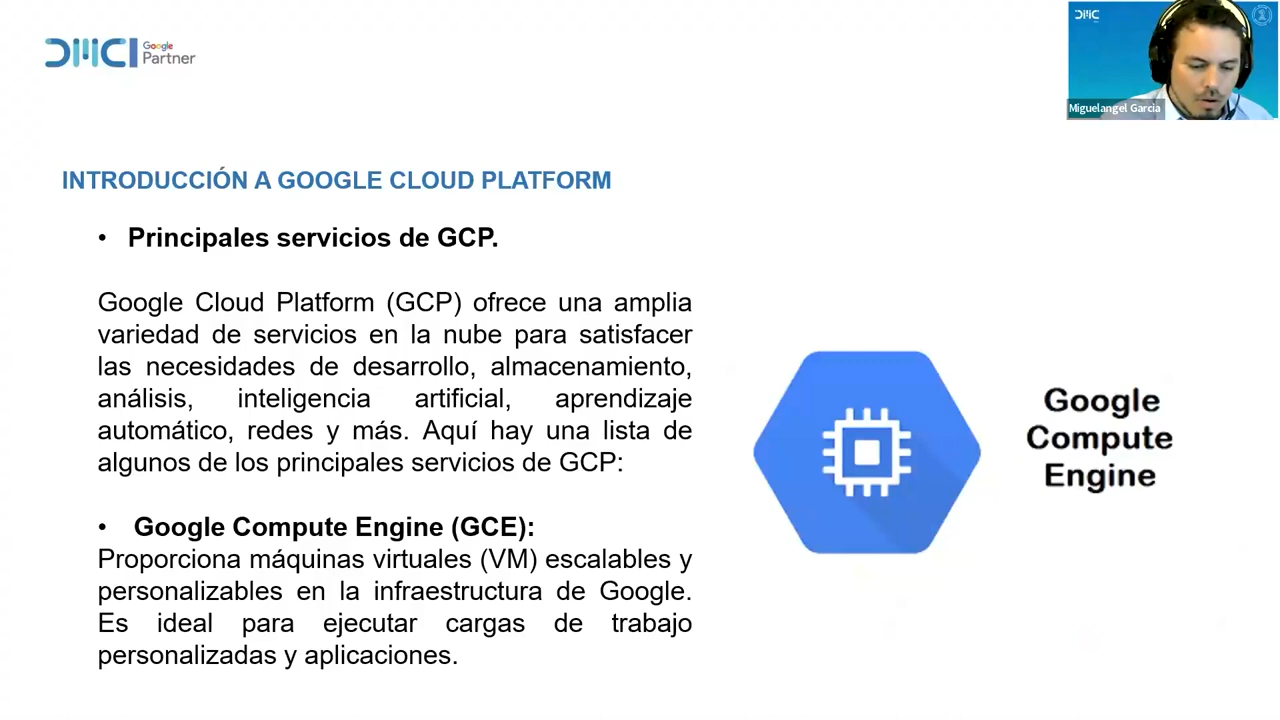 DMC
Google
Partner
DMC
Miguelangel Garcia
INTRODUCCIÓN A GOOGLE CLOUD PLATFORM
• Principales servicios de GCP.
Google Cloud Platform (GCP) ofrece una amplia
variedad de servicios en la nube para satisfacer
las necesidades de desarrollo, almacenamiento,
análisis, inteligencia artificial, aprendizaje
automático, redes y más. Aquí hay una lista de
algunos de los principales servicios de GCP:
• Google Compute Engine (GCE):
Proporciona máquinas virtuales (VM) escalables y
personalizables en la infraestructura de Google.
Es ideal para ejecutar cargas de trabajo
personalizadas y aplicaciones.
Google
Compute
Engine